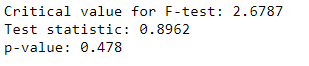 Critical value for F-test: 2.6787
Test statistic: 0.8962
p-value: 0.478